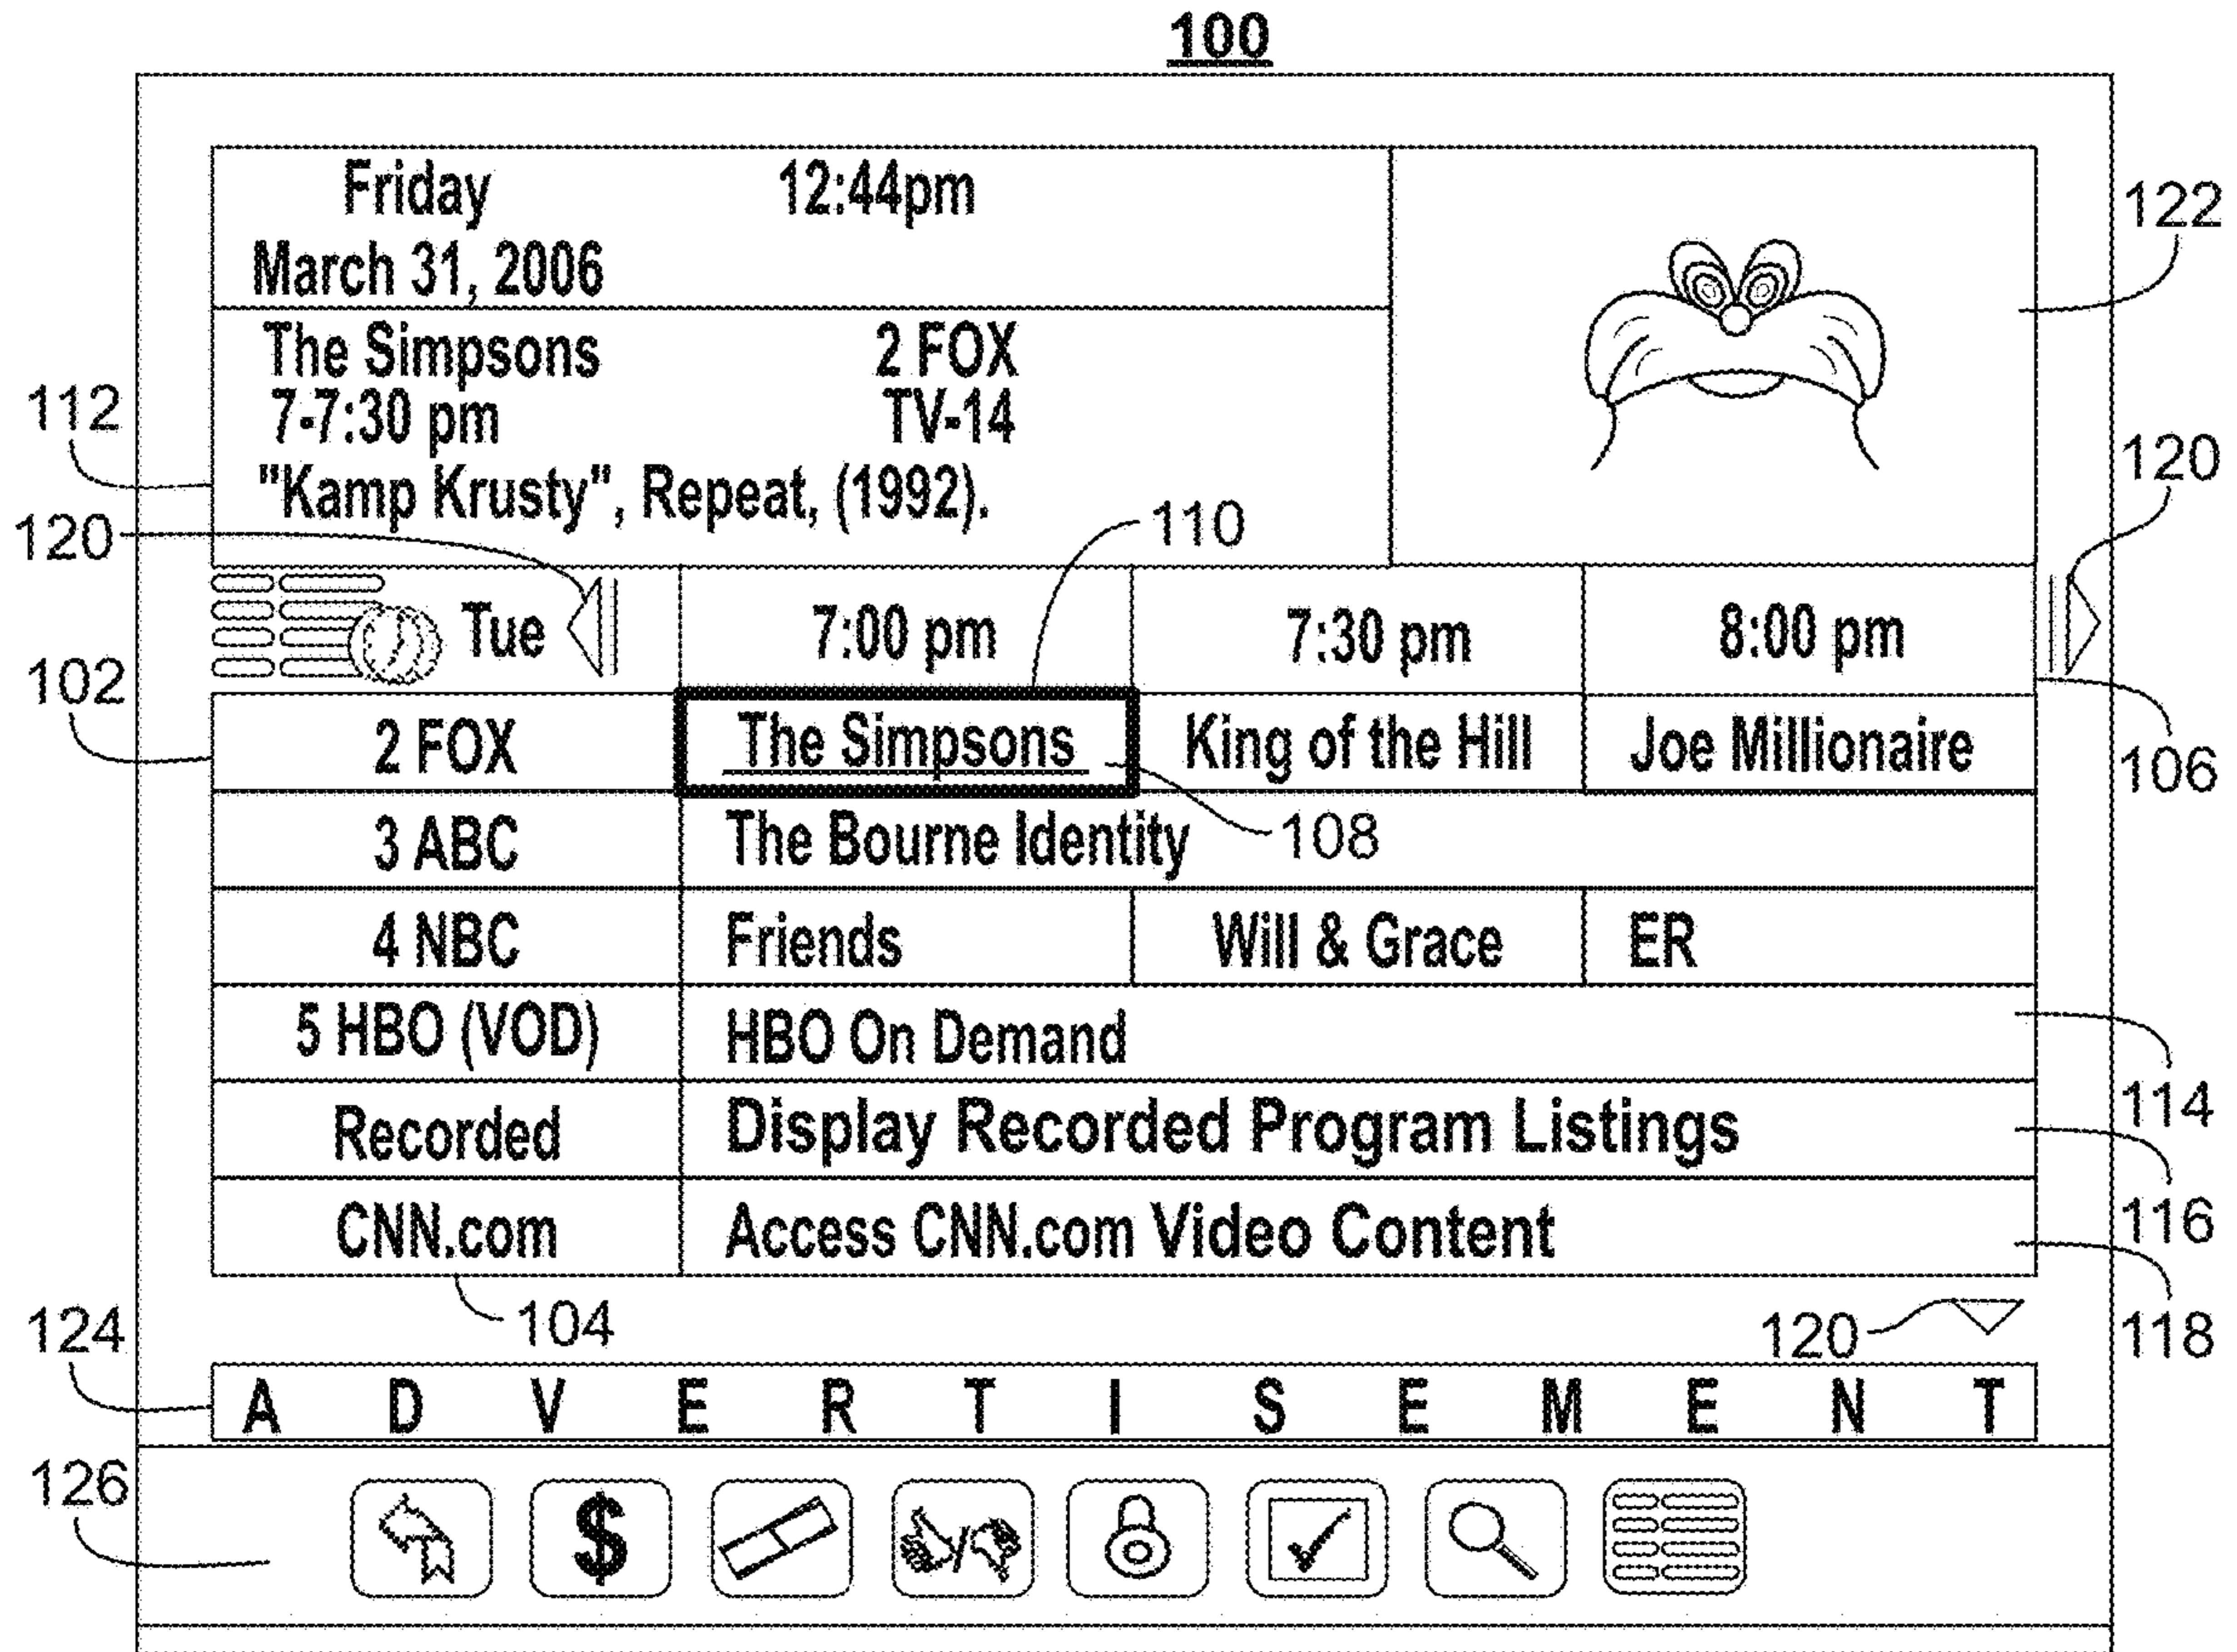 100
Friday 12:44pm
March 31, 2006
122
The Simpsons 2 FOX
112 7-7:30 pm TV-14
120
"Kamp Krusty", Repeat, (1992).
120 110
Tue 7:00 pm 7:30 pm 8:00 pm
102
2 FOX The Simpsons King of the Hill Joe Millionaire
106
3 ABC The Bourne Identity 108
4 NBC Friends Will & Grace ER
5 HBO (VOD) HBO On Demand
114
Recorded Display Recorded Program Listings
116
CNN.com Access CNN.com Video Content
124 104 120 118
A D V E R T I S E M E N T
126
$ /